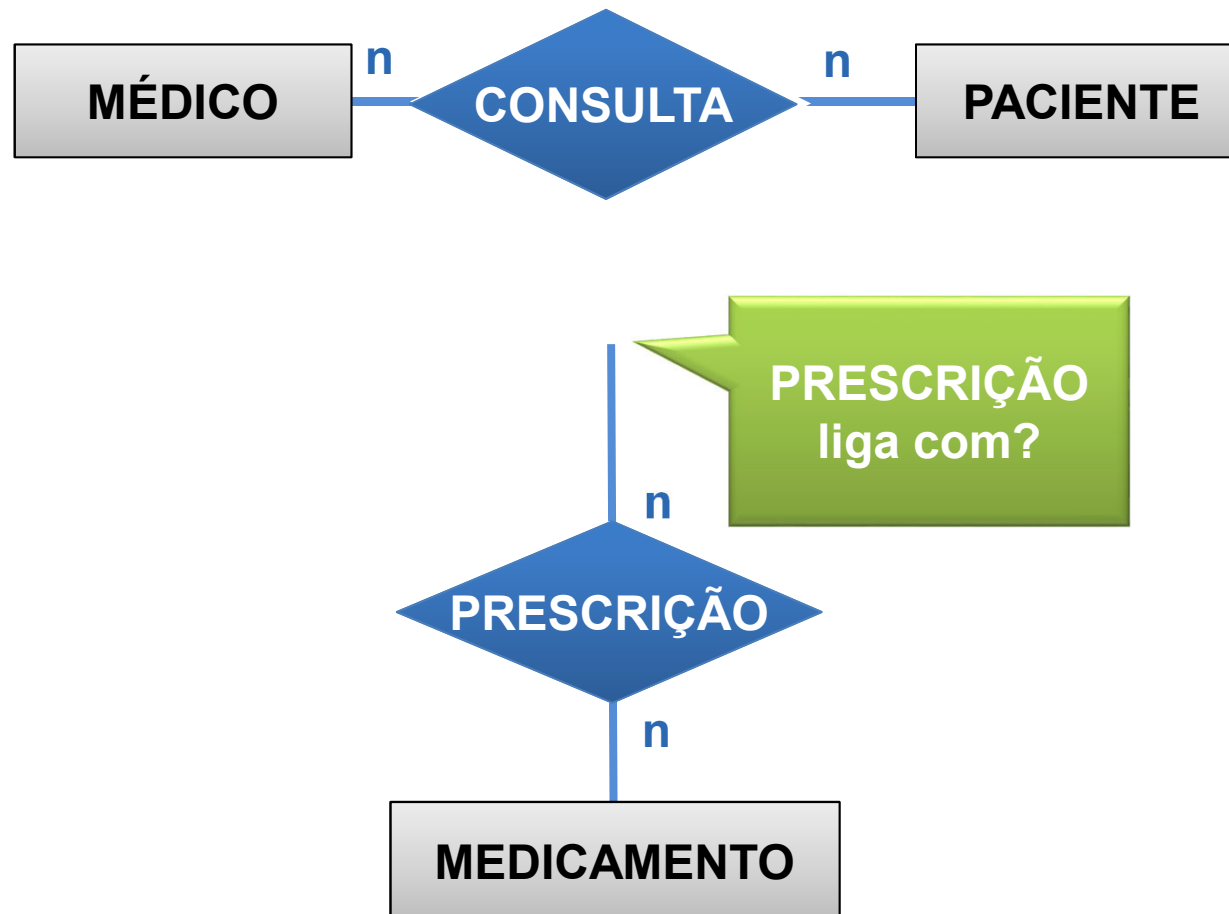 n
n
MÉDICO
CONSULTA
PACIENTE
PRESCRIÇÃO
liga com?
n
PRESCRIÇÃO
n
MEDICAMENTO